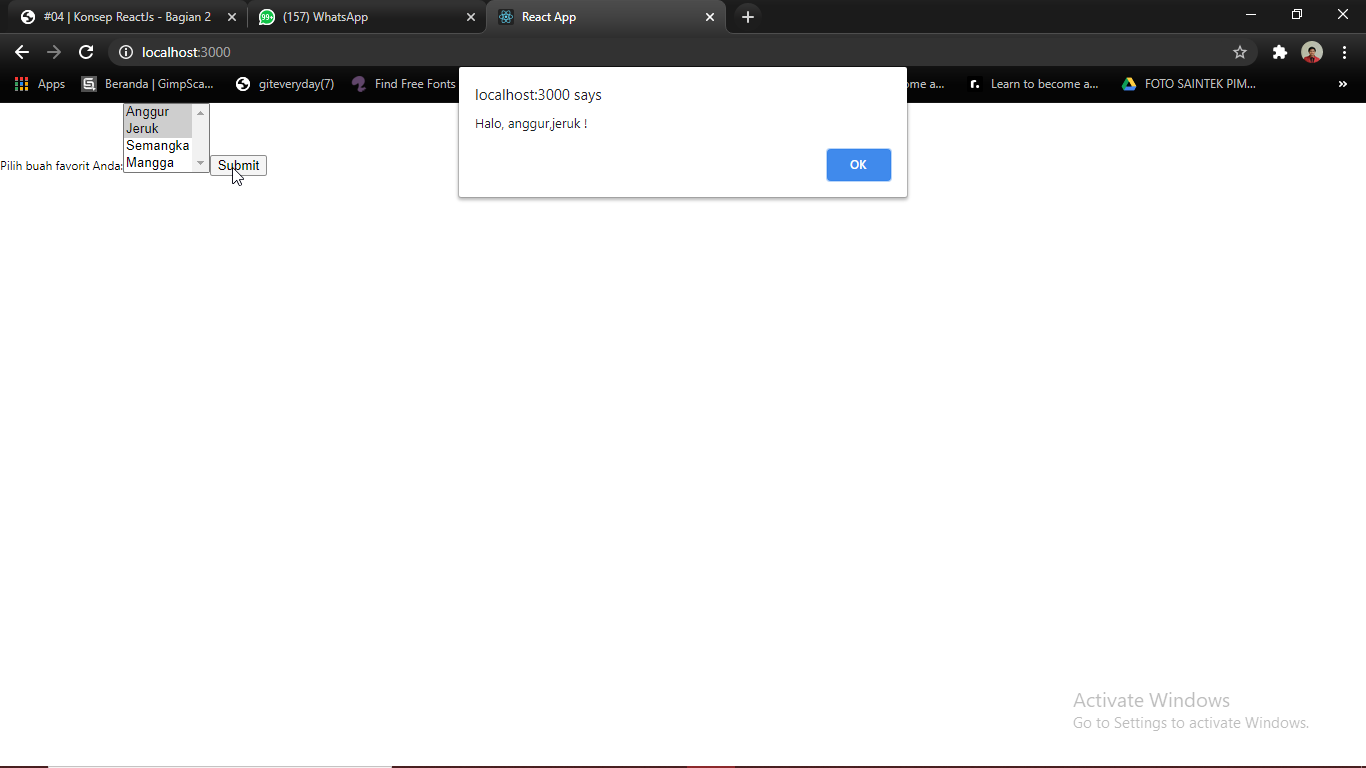 #04 | Konsep ReactJs - Bagian 2
99+
(157) WhatsApp
React App
localhost:3000
Apps
Beranda | GimpSca...
giteveryday(7)
Find Free Fonts
ome a...
r.
Learn to become a...
FOTO SAINTEK PIM...
»
localhost:3000 says
Halo, anggur,jeruk !
OK
Anggur
Jeruk
Semangka
Mangga
Pilih buah favorit Anda:
Submit
Activate Windows
Go to Settings to activate Windows.